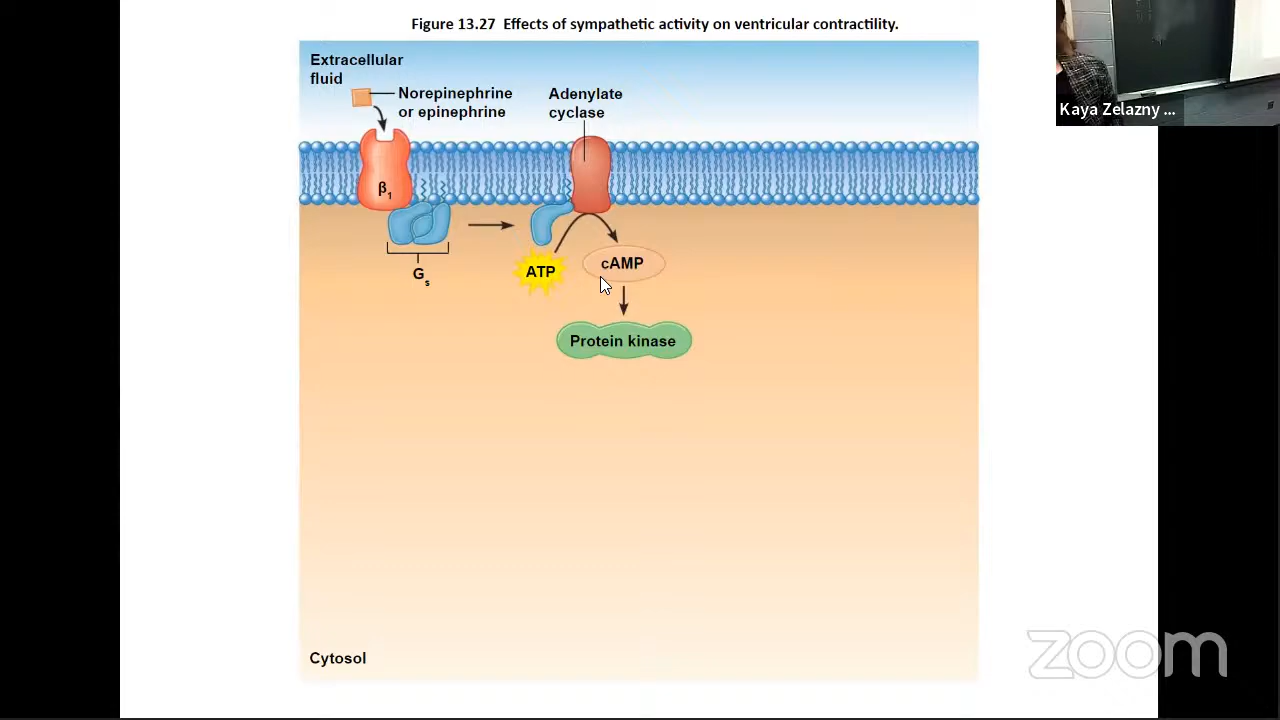 Figure 13.27 Effects of sympathetic activity on ventricular contractility.
Extracellular
fluid
Norepinephrine
or epinephrine
Adenylate
cyclase
Kaya Zelazny ...
β1
Gs
ATP
cAMP
Protein kinase
Cytosol
zoom